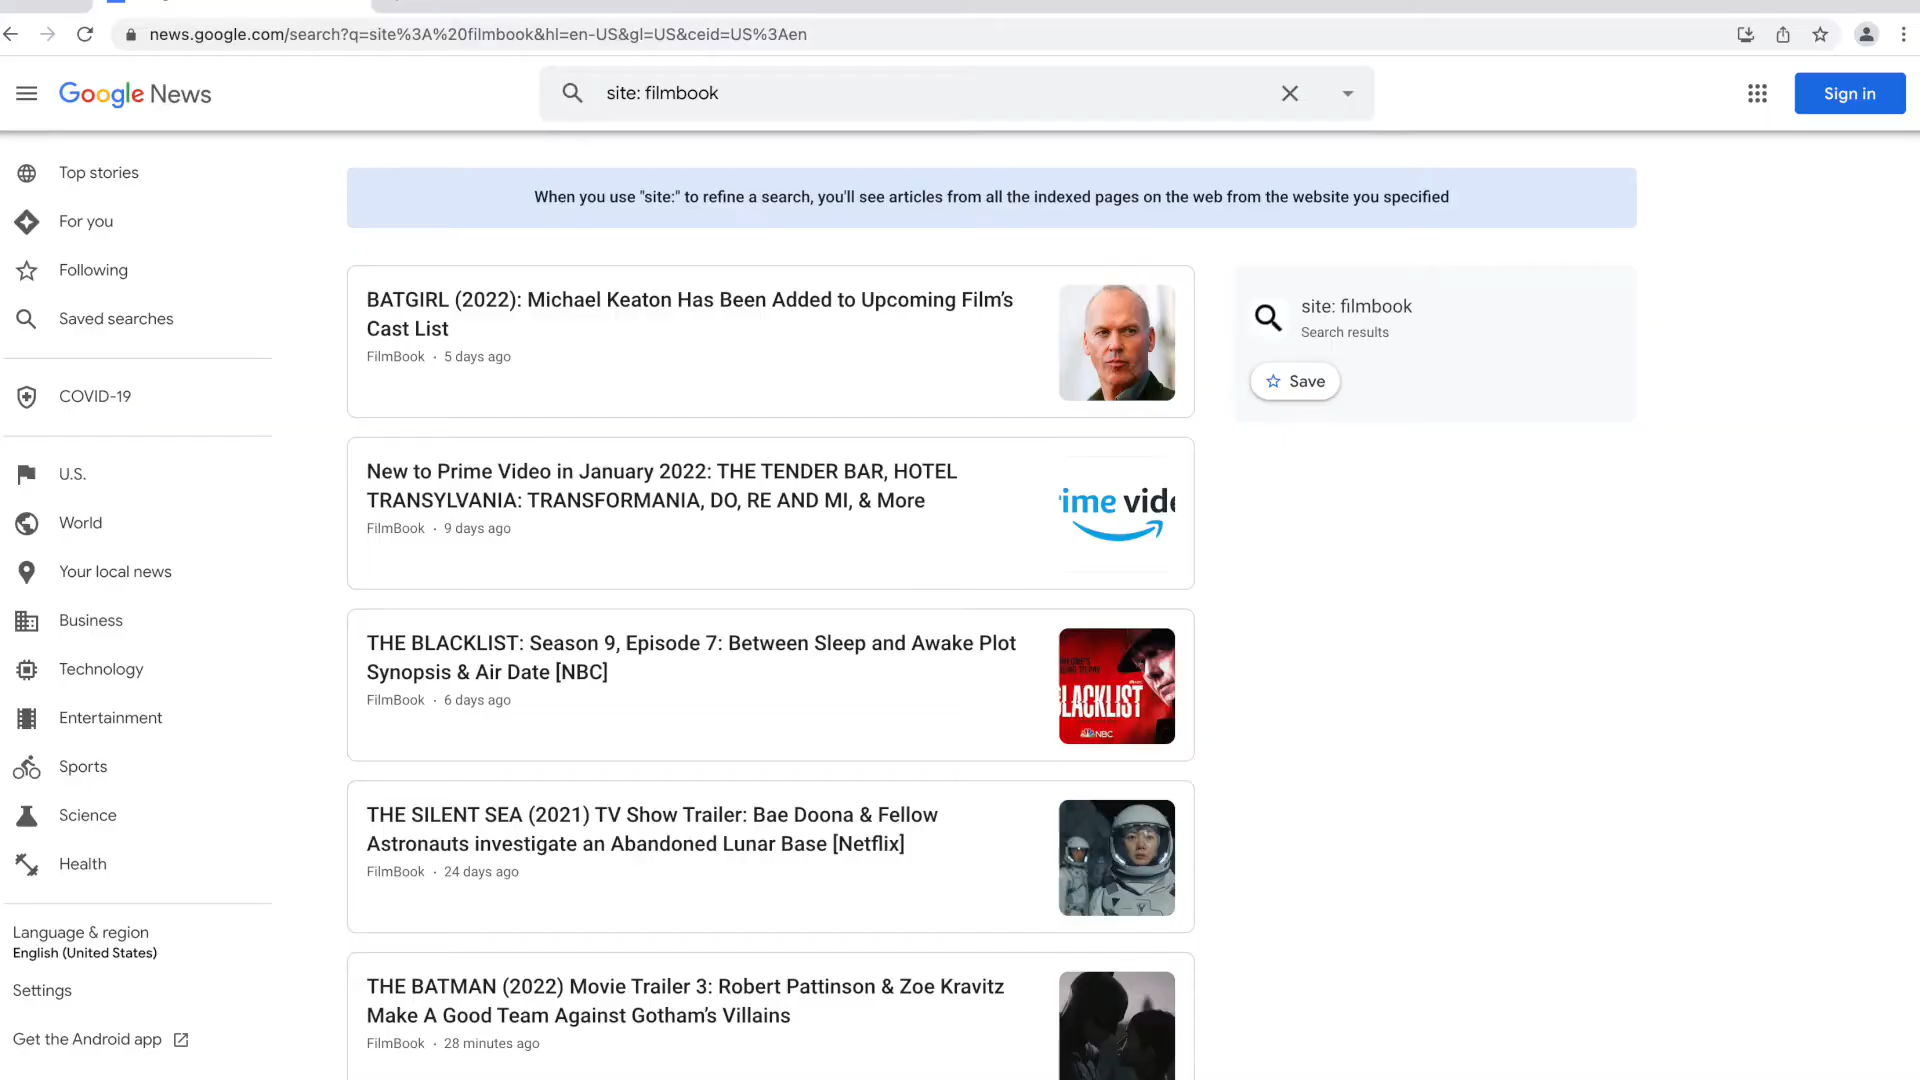 news.google.com/search?q=site%3A%20filmbook&hl=en-US&gl=US&ceid=US%3Aen
Google News
site: filmbook
Sign in
Top stories
For you
Following
Saved searches
COVID-19
U.S.
World
Your local news
Business
Technology
Entertainment
Sports
Science
Health
Language & region
English (United States)
Settings
Get the Android app
When you use "site:" to refine a search, you'll see articles from all the indexed pages on the web from the website you specified
BATGIRL (2022): Michael Keaton Has Been Added to Upcoming Film's
Cast List
FilmBook · 5 days ago
New to Prime Video in January 2022: THE TENDER BAR, HOTEL
TRANSYLVANIA: TRANSFORMANIA, DO, RE AND MI, & More
FilmBook · 9 days ago
ime vide
THE BLACKLIST: Season 9, Episode 7: Between Sleep and Awake Plot
Synopsis & Air Date [NBC]
FilmBook · 6 days ago
LACKLIST
NBC
THE SILENT SEA (2021) TV Show Trailer: Bae Doona & Fellow
Astronauts investigate an Abandoned Lunar Base [Netflix]
FilmBook · 24 days ago
THE BATMAN (2022) Movie Trailer 3: Robert Pattinson & Zoe Kravitz
Make A Good Team Against Gotham's Villains
FilmBook · 28 minutes ago
site: filmbook
Search results
Save